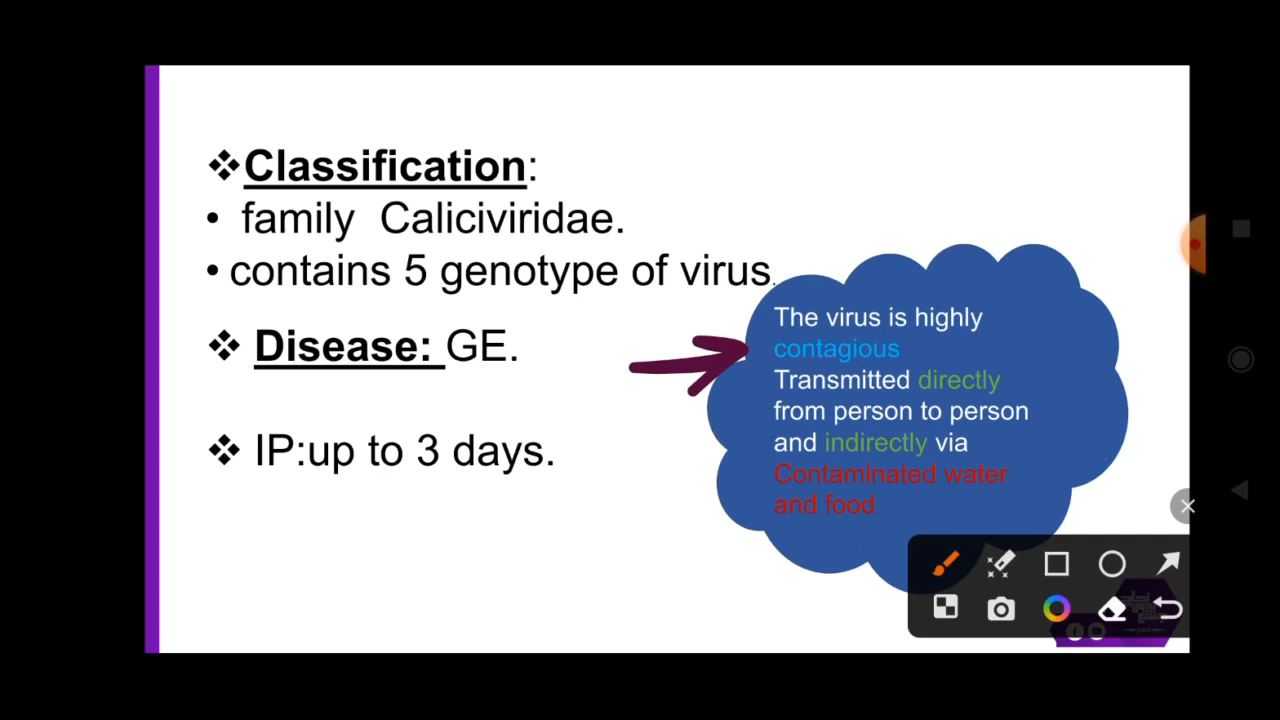 ❖Classification:
• family Caliciviridae.
• contains 5 genotype of virus.
❖ Disease: GE.
❖ IP:up to 3 days.
The virus is highly
contagious
Transmitted directly
from person to person
and indirectly via
Contaminated water
and food